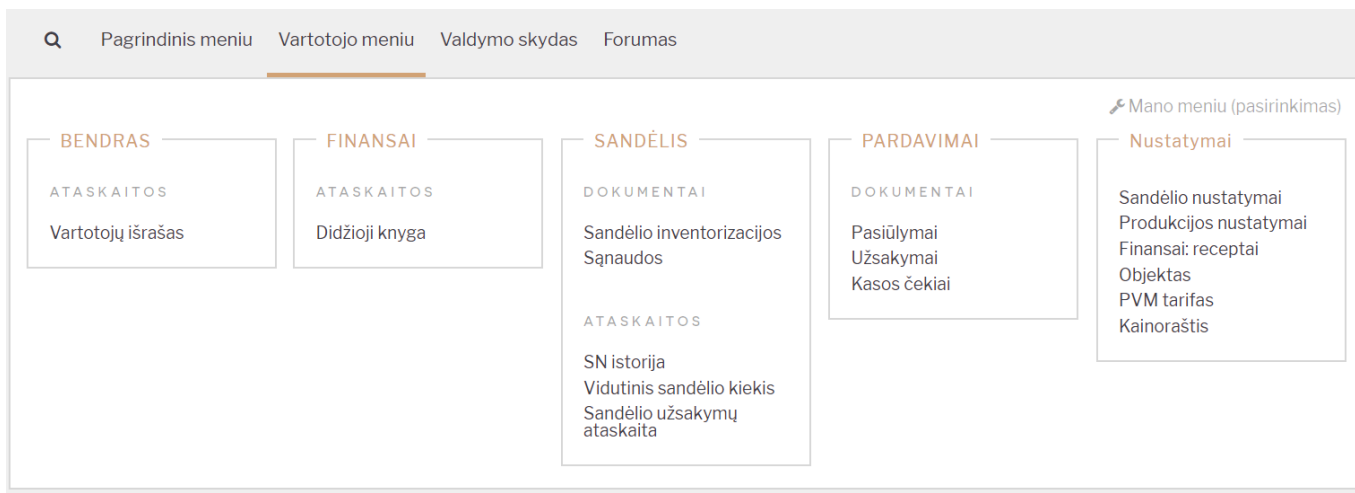 Pagrindinis meniu Vartotojo meniu Valdymo skydas Forumas
Mano meniu (pasirinkimas)
BENDRAS
ATASKAITOS
Vartotojų išrašas
FINANSAI
ATASKAITOS
Didžioji knyga
SANDĖLIS
DOKUMENTAI
Sandėlio inventorizacijos
Sąnaudos
ATASKAITOS
SN istorija
Vidutinis sandėlio kiekis
Sandėlio užsakymų
ataskaita
PARDAVIMAI
DOKUMENTAI
Pasiūlymai
Užsakymai
Kasos čekiai
Nustatymai
Sandėlio nustatymai
Produkcijos nustatymai
Finansai: receptai
Objektas
PVM tarifas
Kainoraštis